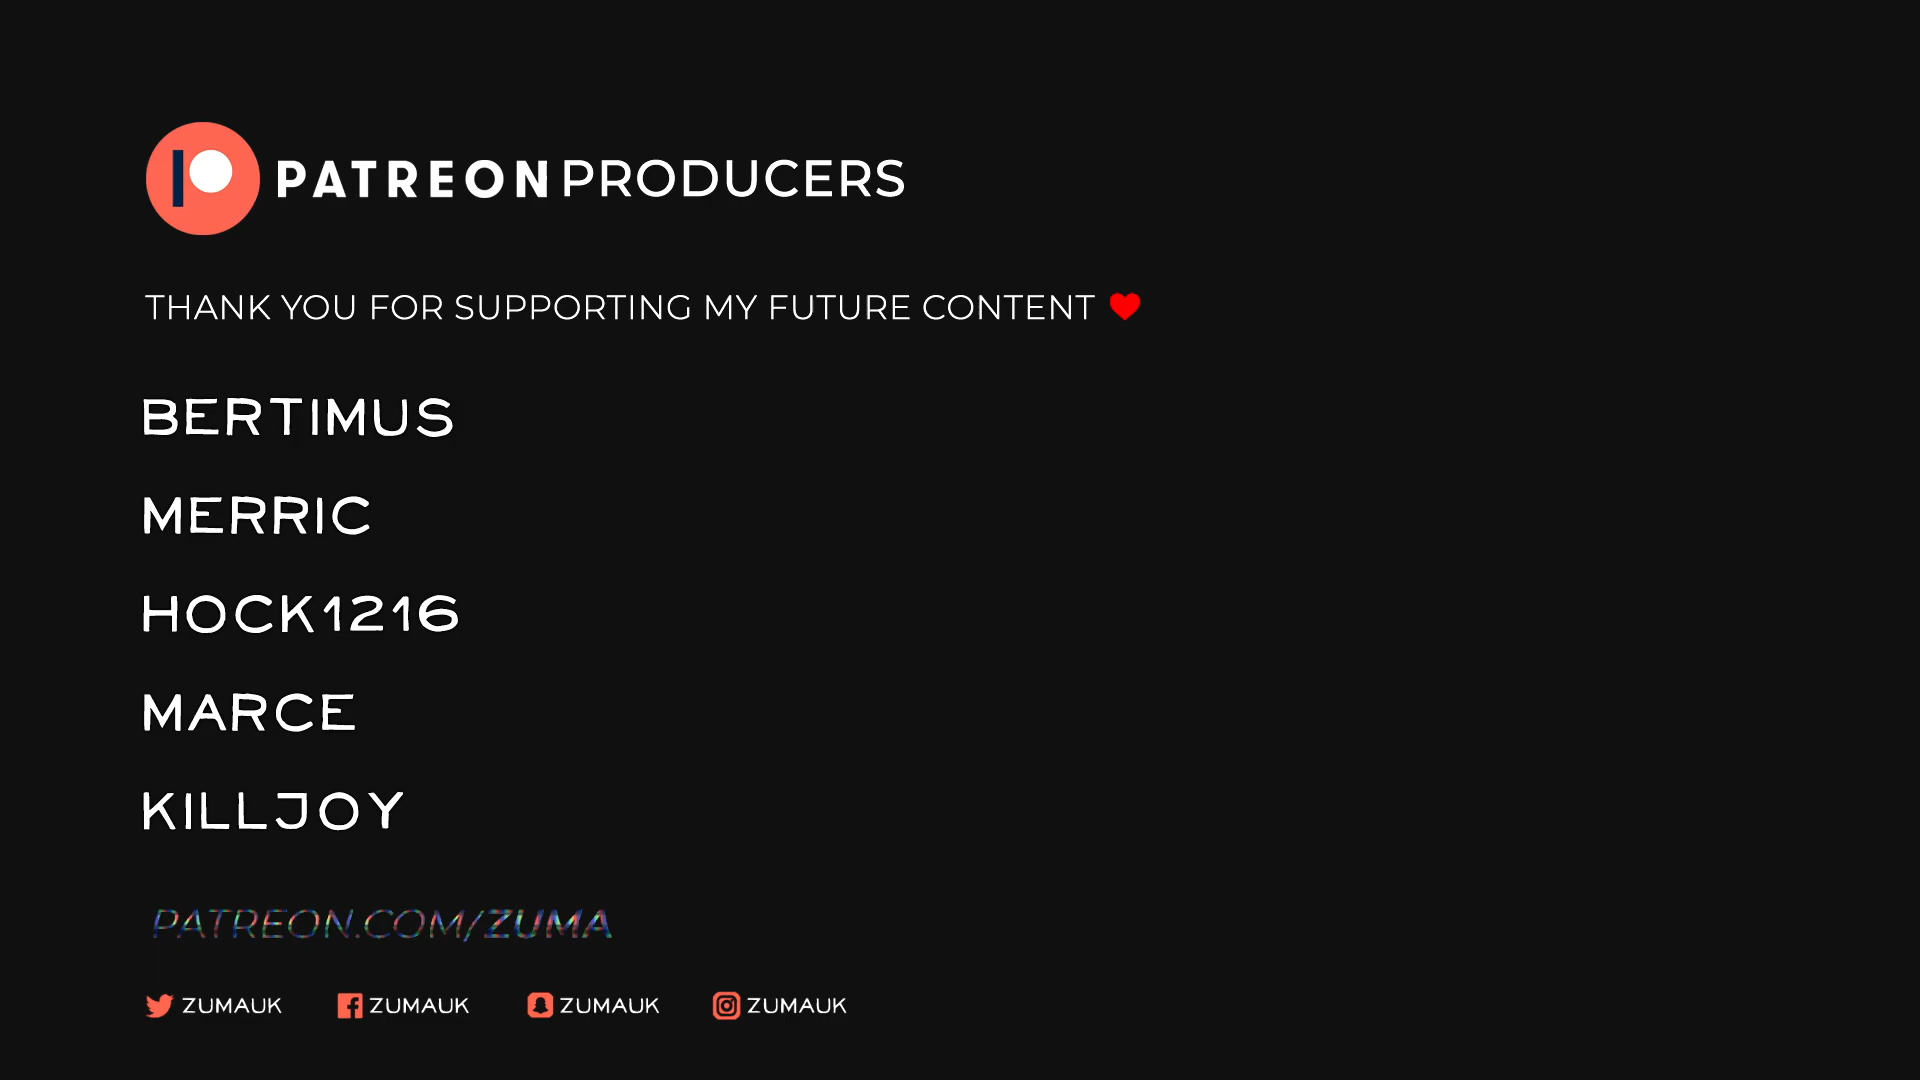 PATREON PRODUCERS
THANK YOU FOR SUPPORTING MY FUTURE CONTENT
BERTIMUS
MERRIC
HOCK1216
MARCE
KILLJOY
PATREON.COM/ZUMA
ZUMAUK ZUMAUK ZUMAUK ZUMAUK